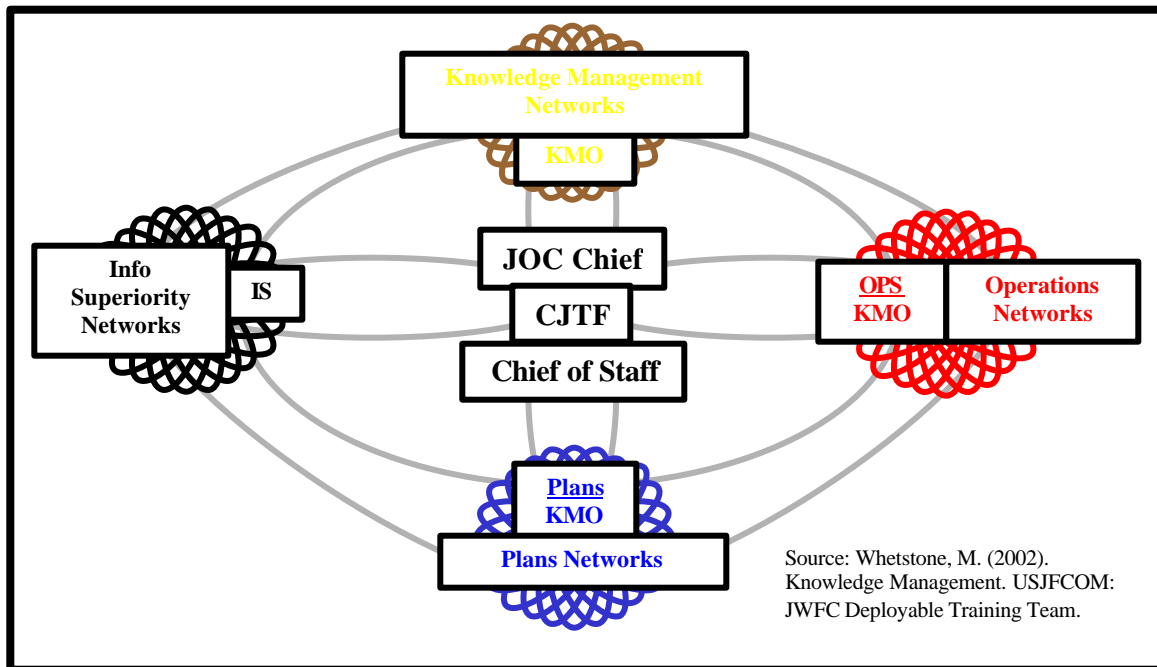 Knowledge Management
Networks
KMO
JOC Chief
Info
Superiority
Networks
IS
OPS
KMO
Operations
Networks
CJTF
Chief of Staff
Plans
KMO
Plans Networks
Source: Whetstone, M. (2002).
Knowledge Management. USJFCOM:
JWFC Deployable Training Team.